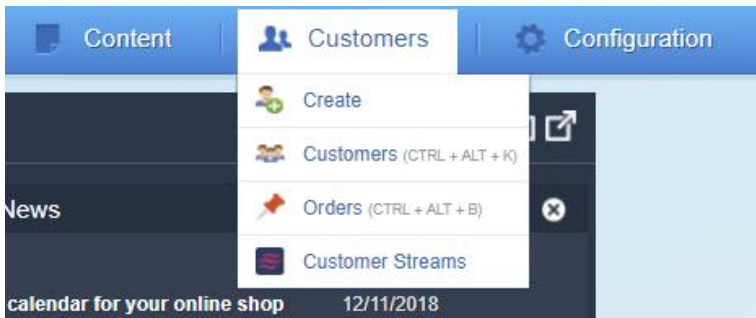 Content Customers Configuration
Create
Customers (CTRL + ALT + K)
Orders (CTRL + ALT + B)
News
Customer Streams
calendar for your online shop 12/11/2018